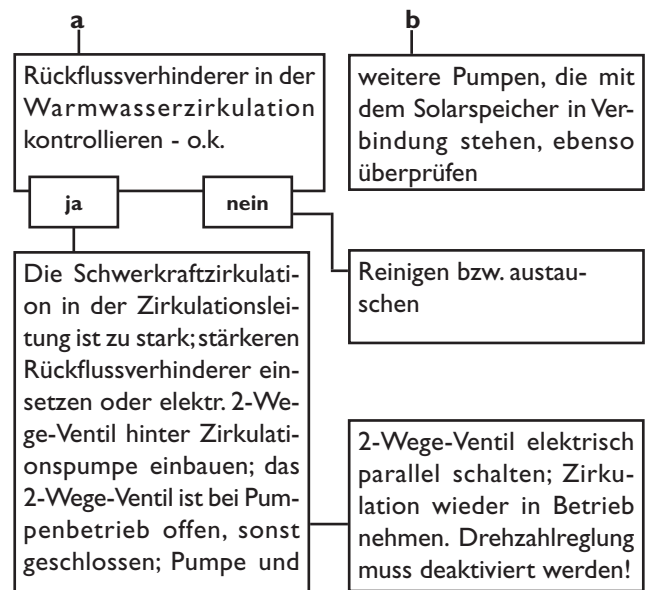 a
Rückflussverhinderer in der
Warmwasserzirkulation
kontrollieren - o.k.
ja
nein
Die Schwerkraftzirkulati-
on in der Zirkulationslei-
tung ist zu stark; stärkeren
Rückflussverhinderer ein-
setzen oder elektr. 2-We-
ge-Ventil hinter Zirkulati-
onspumpe einbauen; das
2-Wege-Ventil ist bei Pum-
penbetrieb offen, sonst
geschlossen; Pumpe und
b
weitere Pumpen, die mit
dem Solarspeicher in Ver-
bindung stehen, ebenso
überprüfen
Reinigen bzw. austau-
schen
2-Wege-Ventil elektrisch
parallel schalten; Zirku-
lation wieder in Betrieb
nehmen. Drehzahlreglung
muss deaktiviert werden!